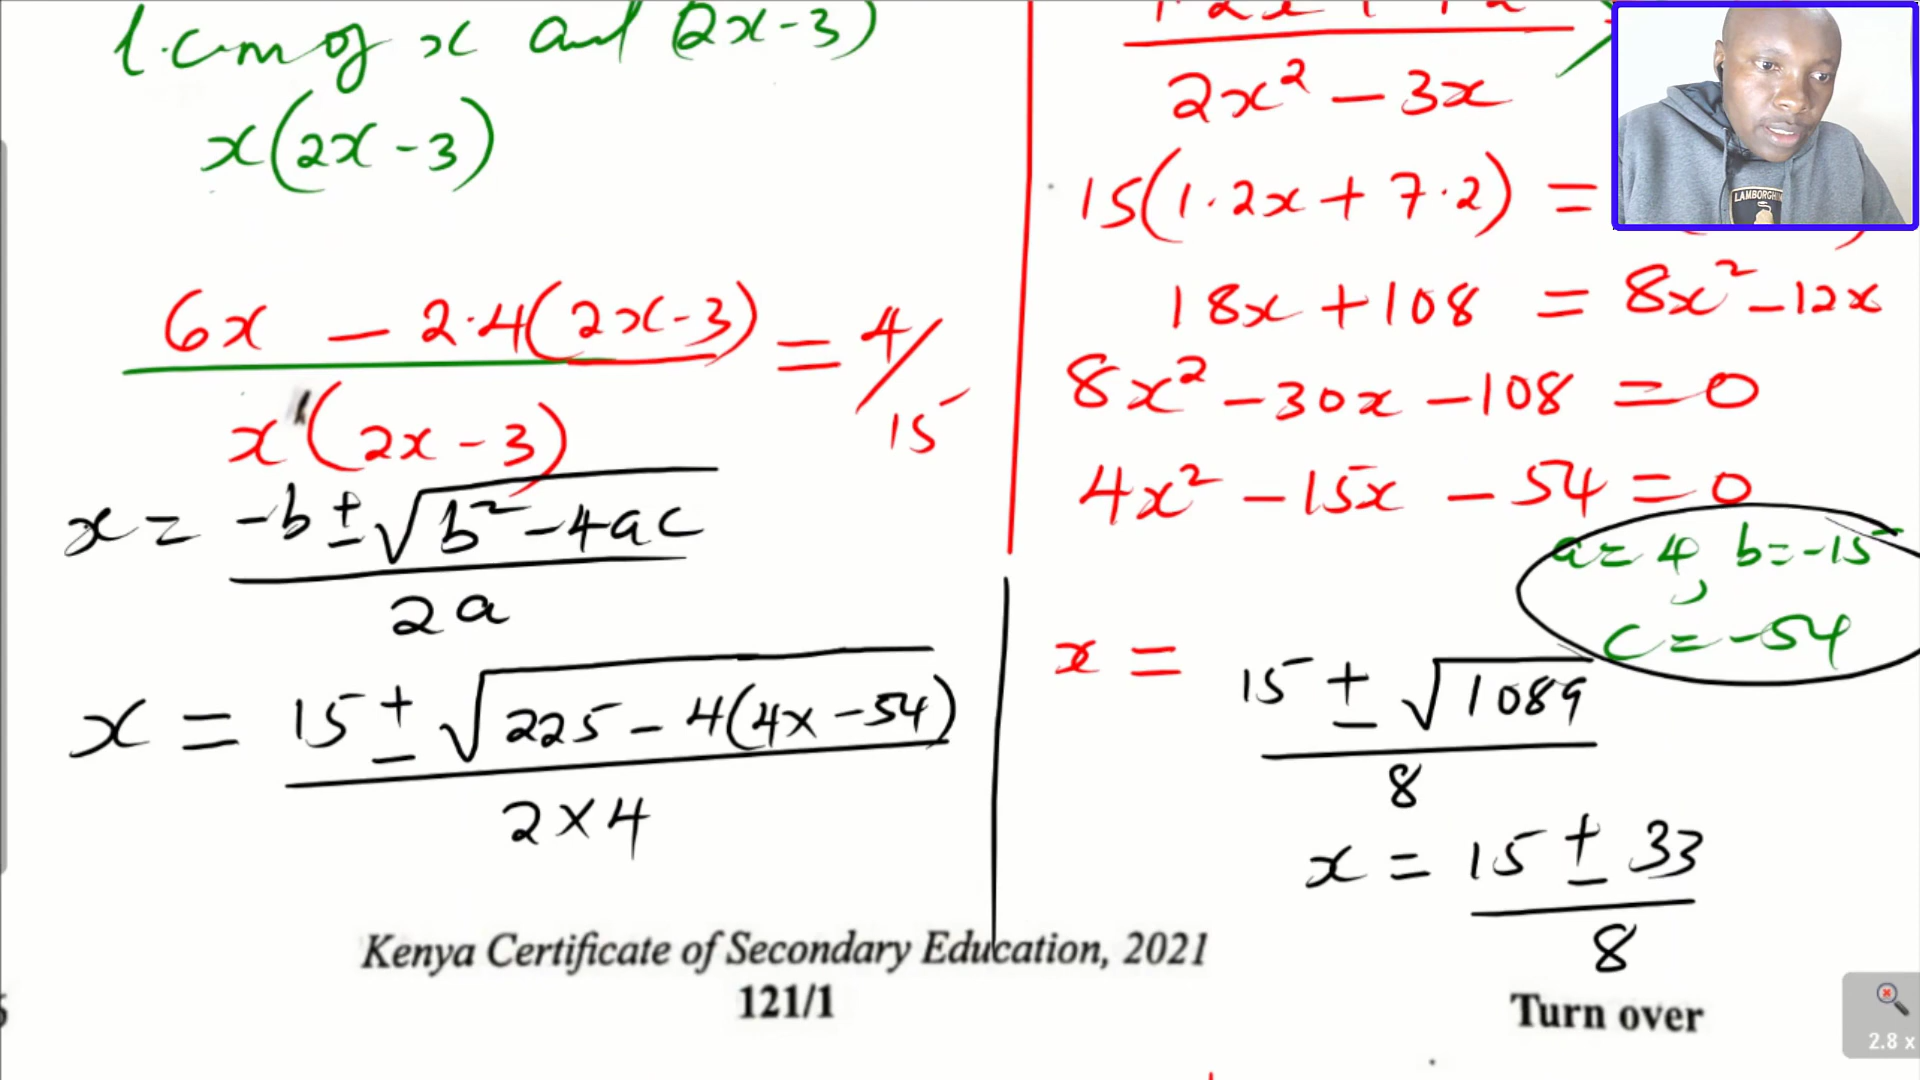 l.c.m of x and (2x-3)
x(2x-3)
6x - 2.4(2x-3) = 4/15
x(2x-3)
x = -b ± √b² - 4ac
2a
x = 15 ± √225 - 4(4x-54)
2×4
2x² - 3x
15(1.2x + 7.2) =
18x + 108 = 8x² - 12x
8x² - 30x - 108 = 0
4x² - 15x - 54 = 0
a = 4, b = -15
c = -54
x = 15 ± √1089
8
x = 15 ± 33
8
Kenya Certificate of Secondary Education, 2021
121/1
Turn over
LAMBORGHINI
2.8 x